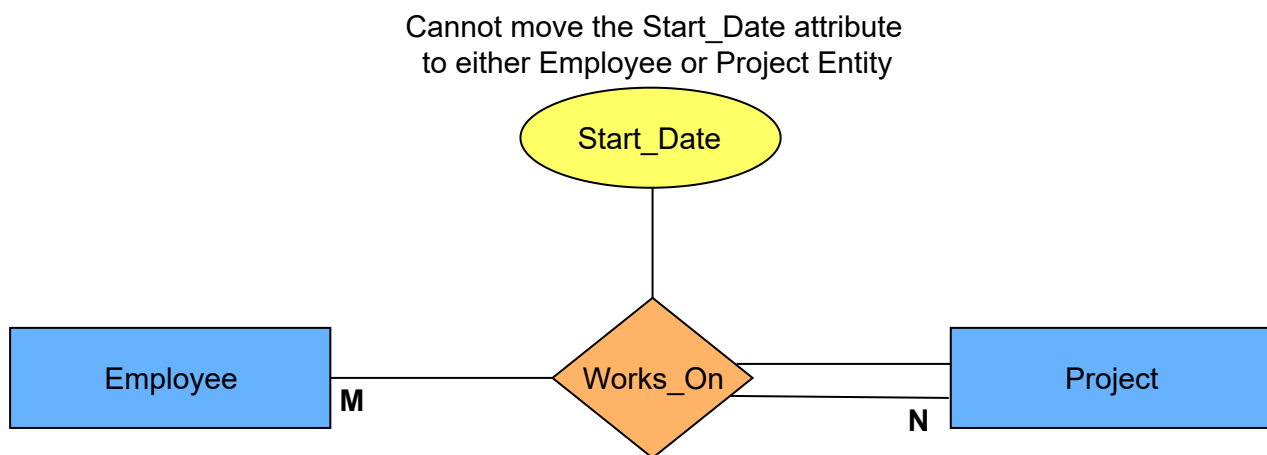 Cannot move the Start_Date attribute
to either Employee or Project Entity
Start_Date
Employee
Works_On
Project
M
N